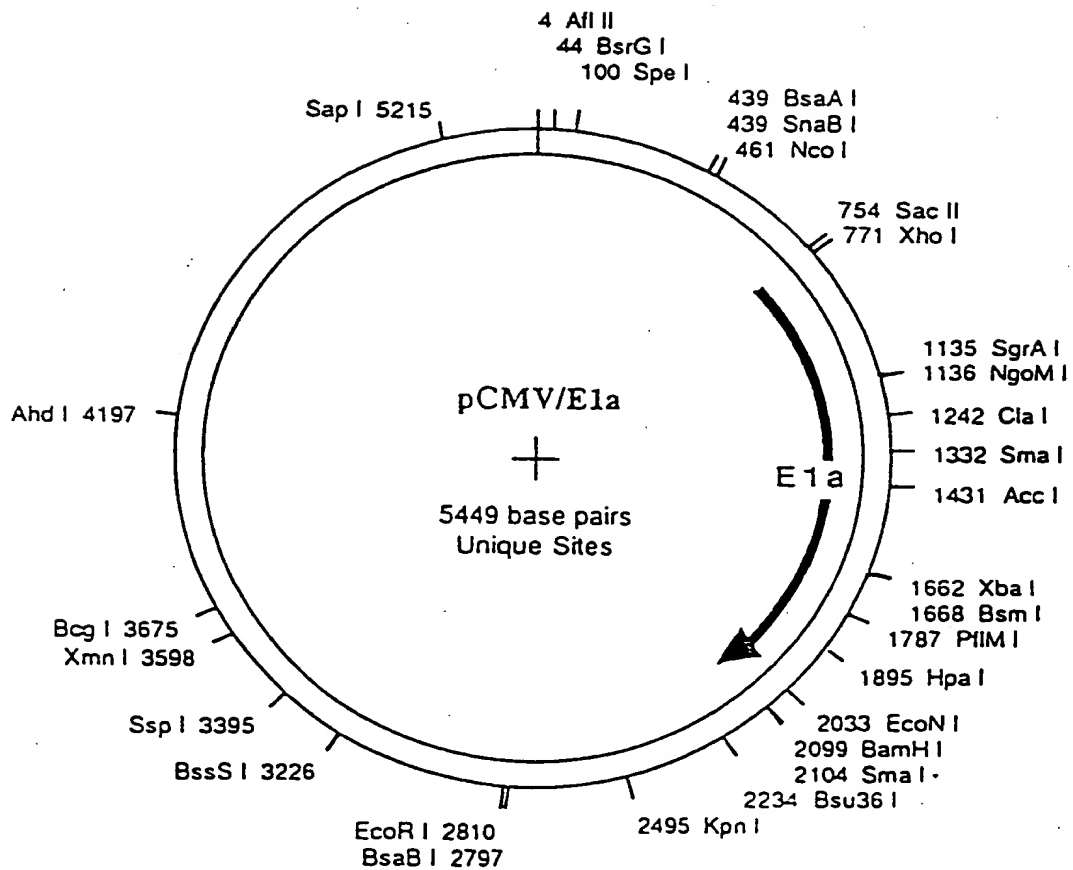 4 Afl II
44 BsrG I
100 Spe I
439 BsaA I
439 SnaB I
461 Nco I
754 Sac II
771 Xho I
1135 SgrA I
1136 NgoM I
1242 Cla I
1332 Sma I
1431 Acc I
1662 Xba I
1668 Bsm I
1787 PflM I
1895 Hpa I
2033 EcoN I
2099 BamH I
2104 Sma I
2234 Bsu36 I
2495 Kpn I
EcoR I 2810
BsaB I 2797
BssS I 3226
Ssp I 3395
Xmn I 3598
Bcg I 3675
Ahd I 4197
Sap I 5215
pCMV/E1a
5449 base pairs
Unique Sites
E1a